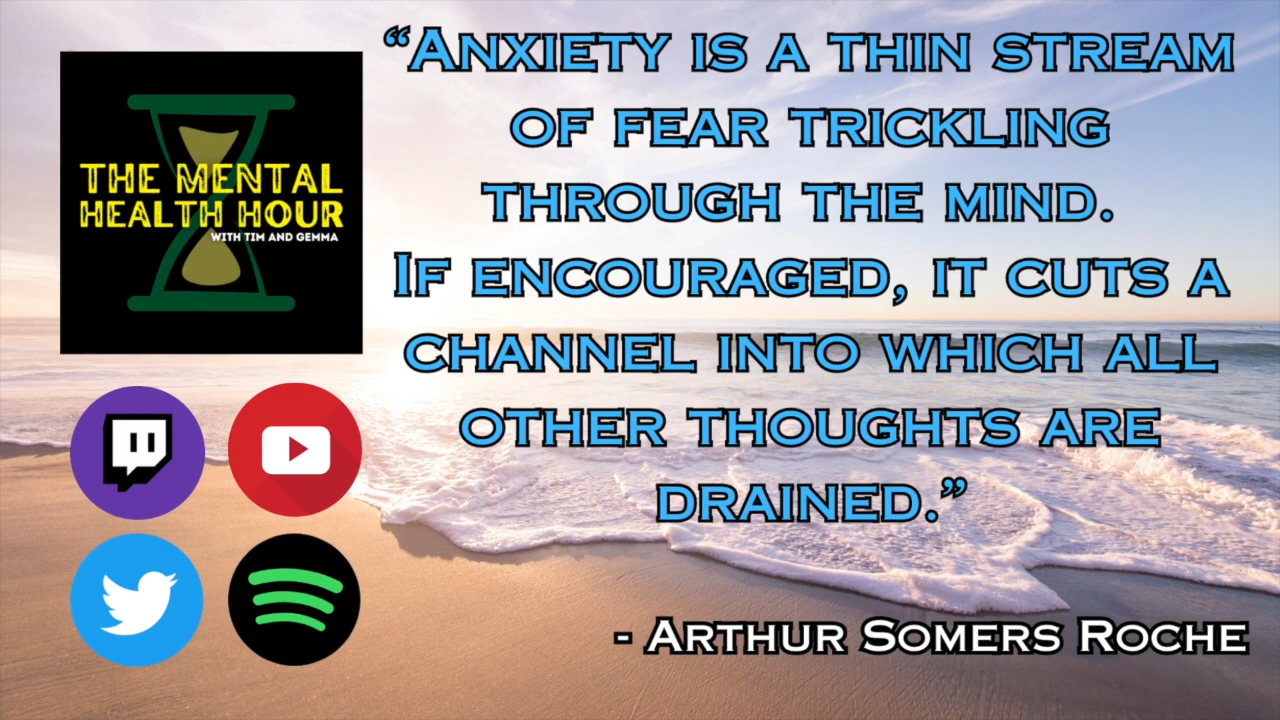 THE MENTAL
HEALTH HOUR
WITH TIM AND GEMMA
“ANXIETY IS A THIN STREAM
OF FEAR TRICKLING
THROUGH THE MIND.
IF ENCOURAGED, IT CUTS A
CHANNEL INTO WHICH ALL
OTHER THOUGHTS ARE
DRAINED.”
- ARTHUR SOMERS ROCHE